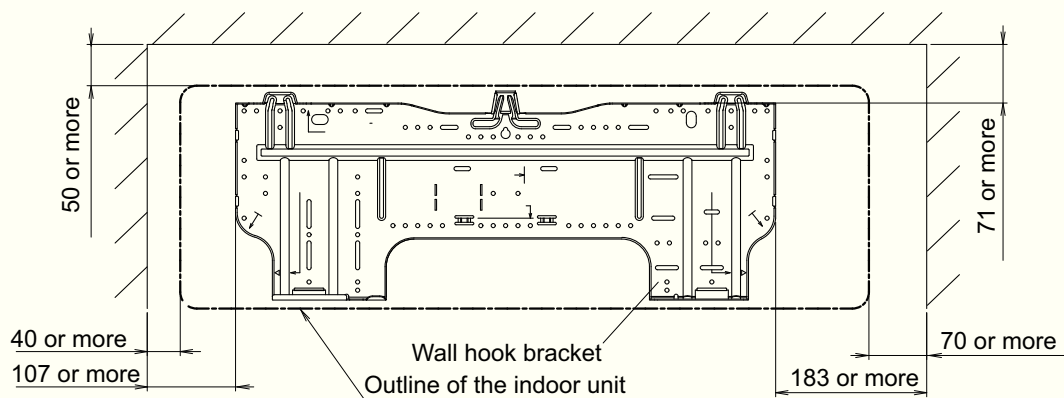 50 or more
71 or more
40 or more
107 or more
Wall hook bracket
Outline of the indoor unit
70 or more
183 or more